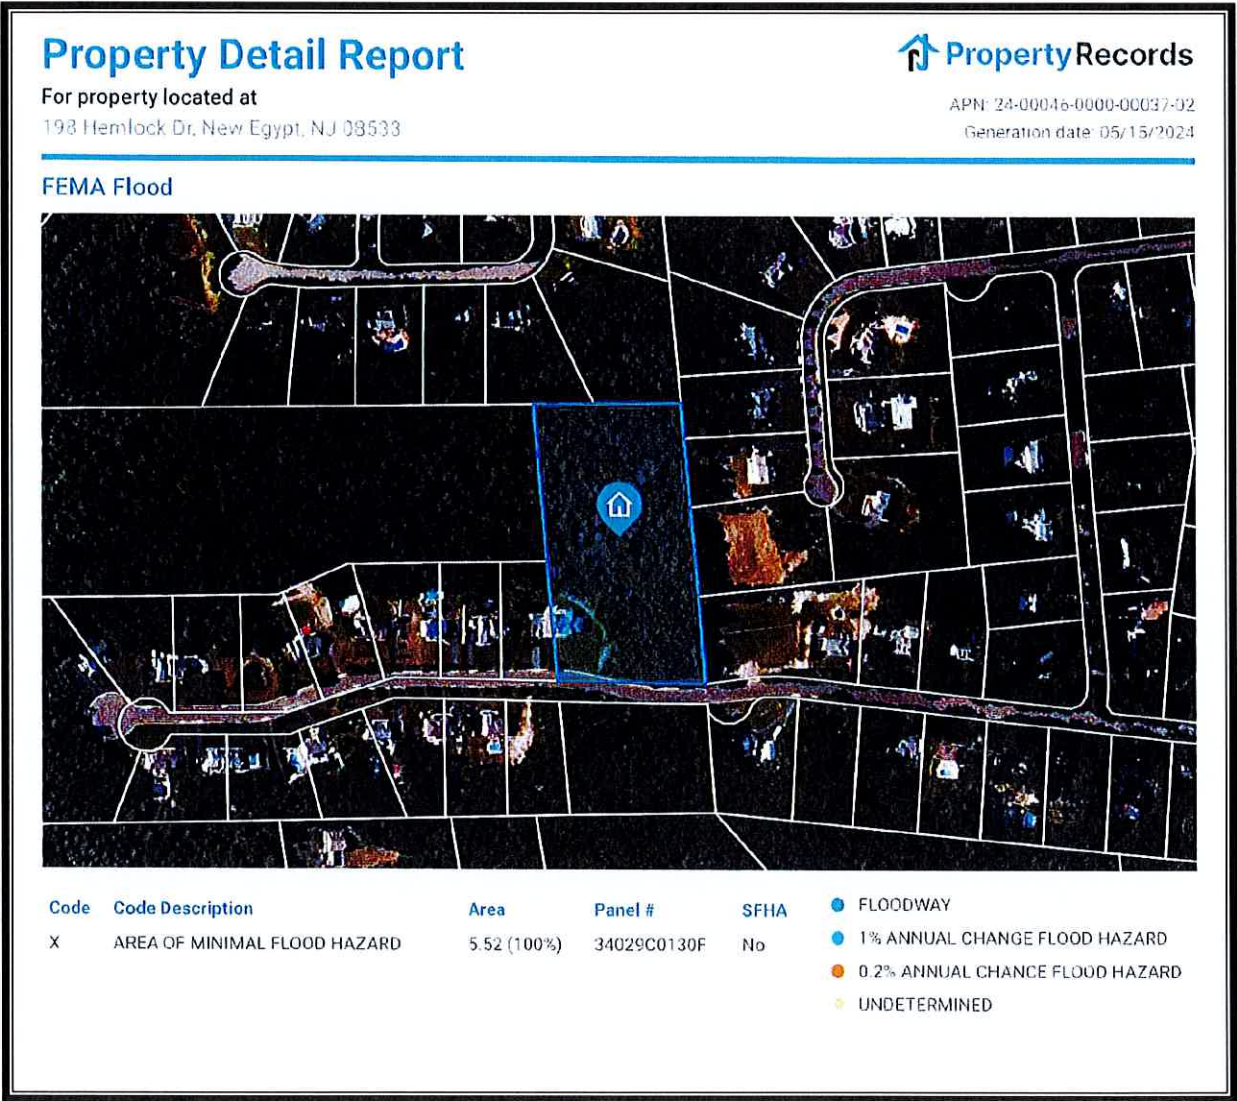 Property Detail Report
PropertyRecords
For property located at
198 Hemlock Dr, New Egypt, NJ 08533
APN: 24-00046-0000-00037-02
Generation date: 05/15/2024
FEMA Flood
Code Code Description Area Panel # SFHA
X AREA OF MINIMAL FLOOD HAZARD 5.52 (100%) 34029C0130F No
FLOODWAY
1% ANNUAL CHANGE FLOOD HAZARD
0.2% ANNUAL CHANCE FLOOD HAZARD
UNDETERMINED